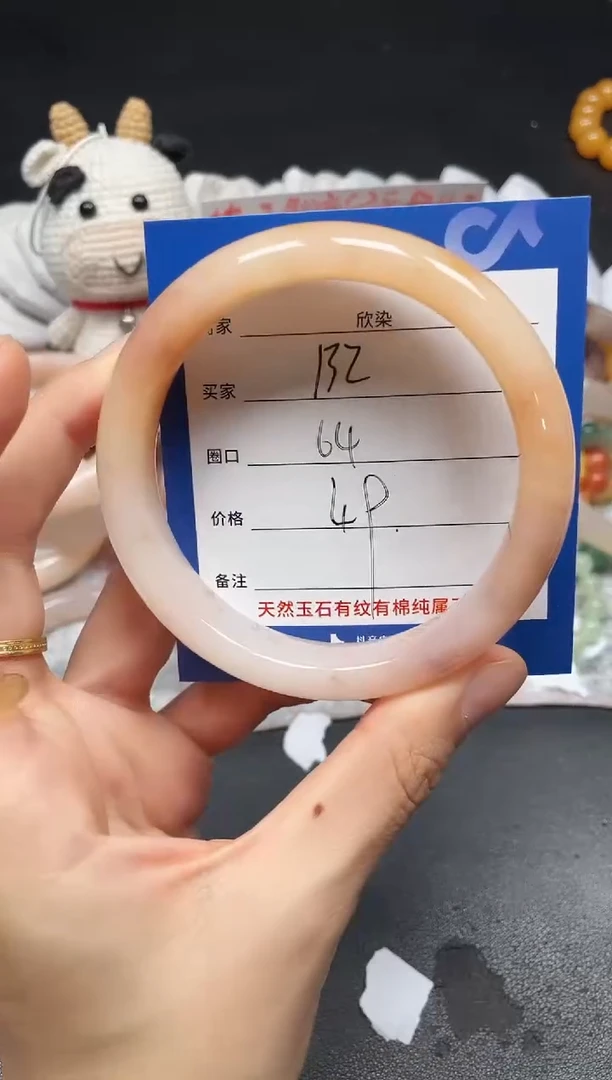 家 欣染
买家 132
圈口 64
价格 4P.
备注
天然玉石有纹有棉纯属